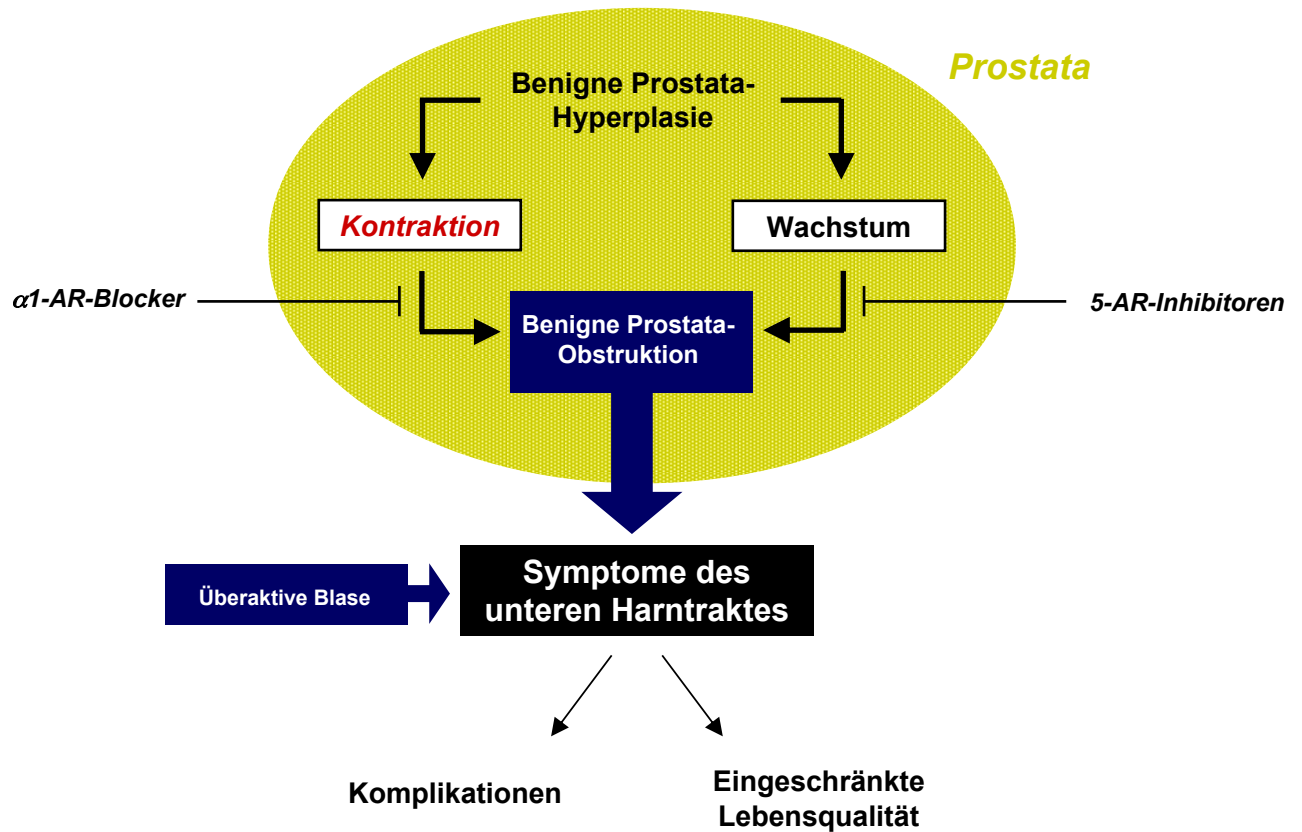 Prostata
Benigne Prostata-
Hyperplasie
Kontraktion
Wachstum
α1-AR-Blocker
5-AR-Inhibitoren
Benigne Prostata-
Obstruktion
Überaktive Blase
Symptome des
unteren Harntraktes
Komplikationen
Eingeschränkte
Lebensqualität